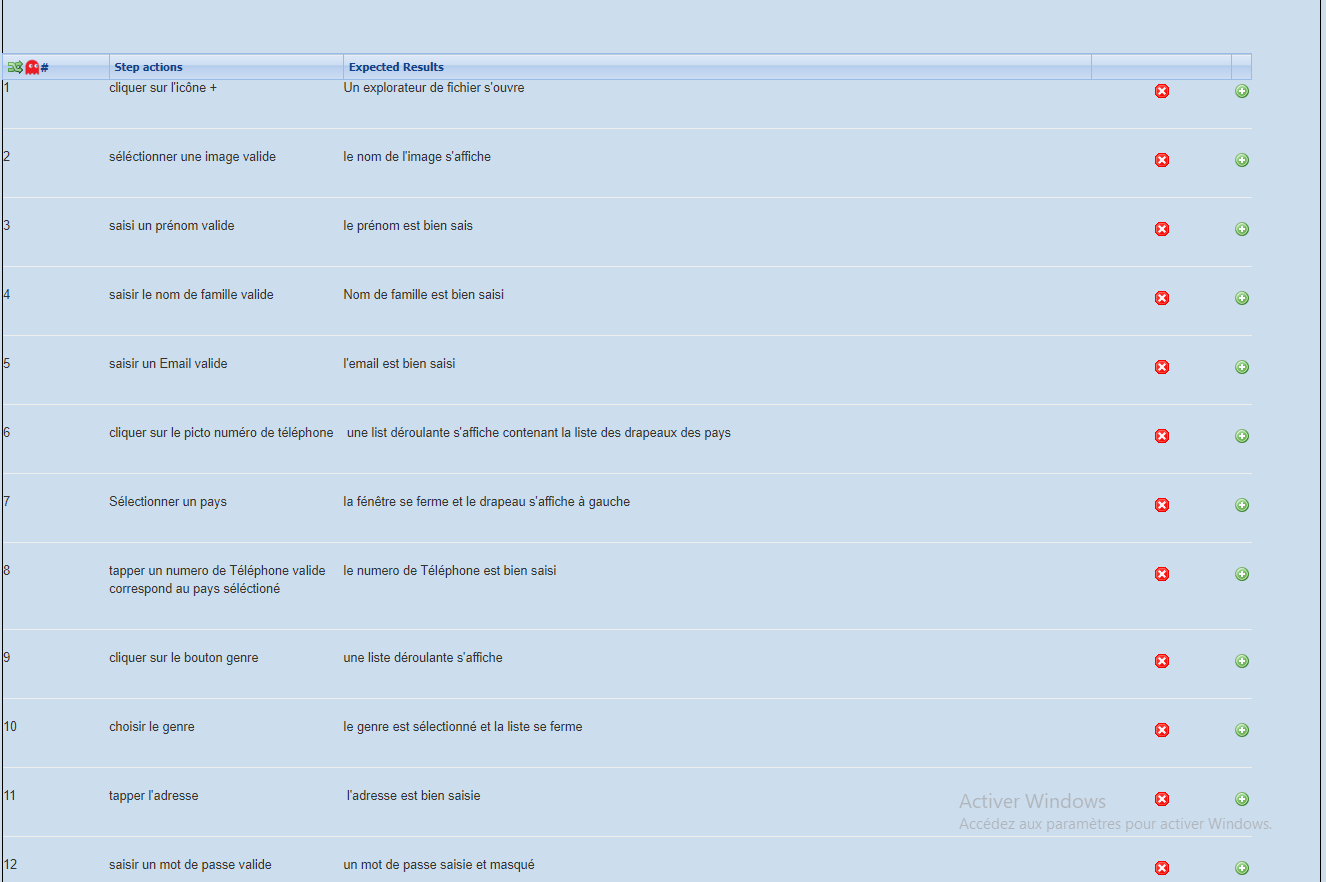 # Step actions Expected Results
1 cliquer sur l'icône + Un explorateur de fichier s'ouvre
2 séléctionner une image valide le nom de l'image s'affiche
3 saisi un prénom valide le prénom est bien sais
4 saisir le nom de famille valide Nom de famille est bien saisi
5 saisir un Email valide l'email est bien saisi
6 cliquer sur le picto numéro de téléphone une list déroulante s'affiche contenant la liste des drapeaux des pays
7 Sélectionner un pays la fénêtre se ferme et le drapeau s'affiche à gauche
8 tapper un numero de Téléphone valide le numero de Téléphone est bien saisi
correspond au pays séléctioné
9 cliquer sur le bouton genre une liste déroulante s'affiche
10 choisir le genre le genre est sélectionné et la liste se ferme
11 tapper l'adresse l'adresse est bien saisie
Activer Windows
Accédez aux paramètres pour activer Windows.
12 saisir un mot de passe valide un mot de passe saisie et masqué